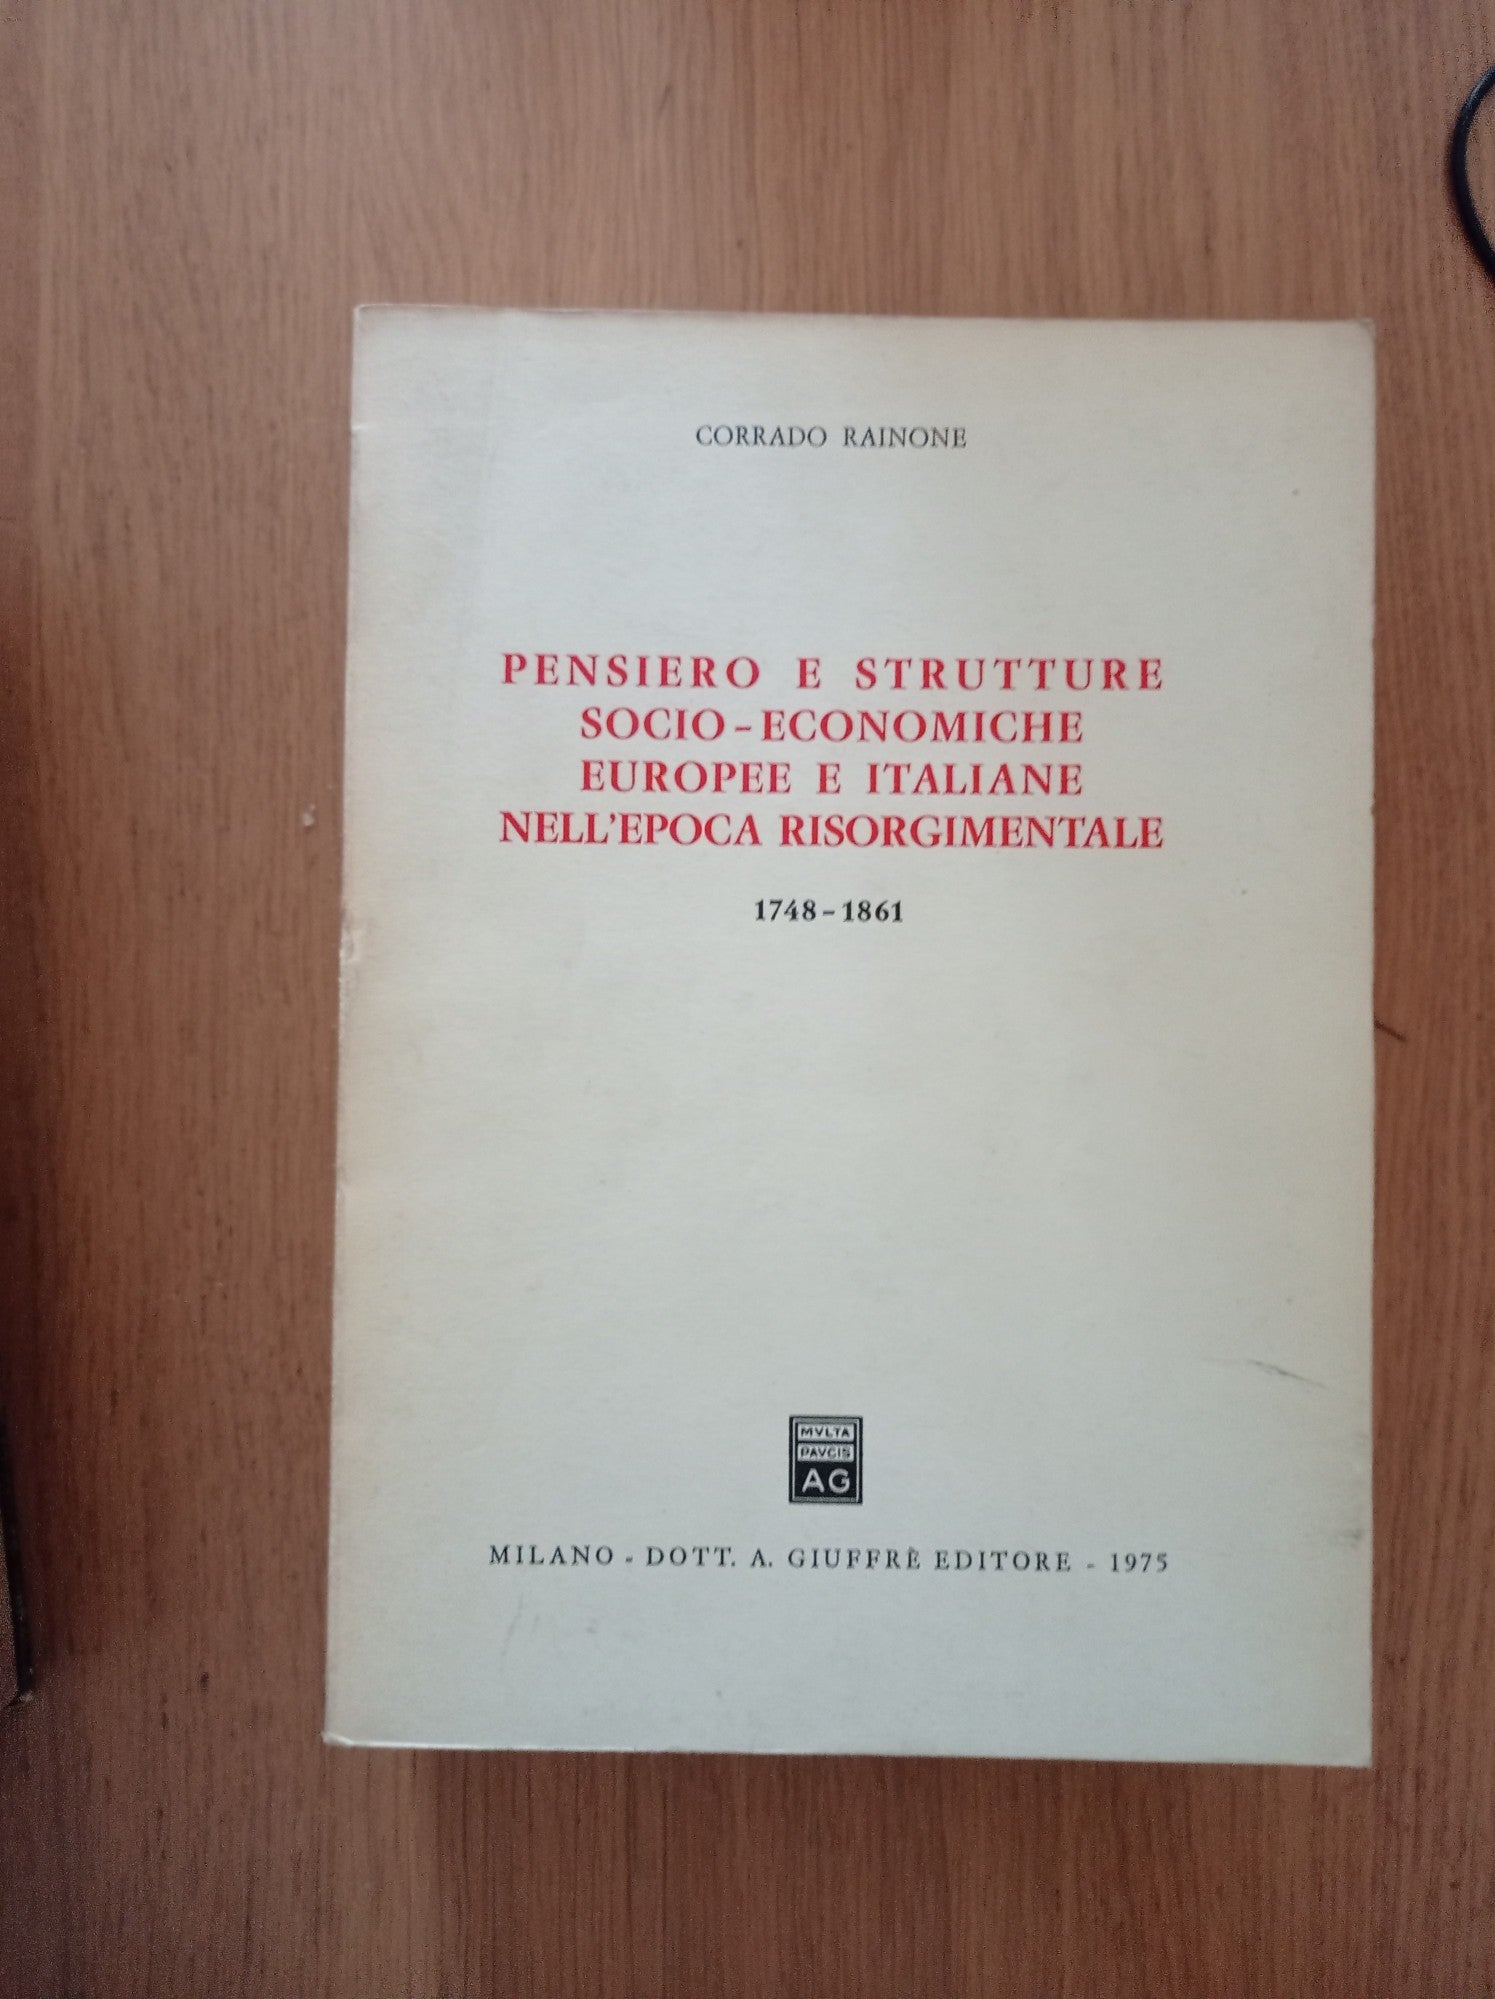 CORRADO RAINONE
PENSIERO E STRUTTURE
SOCIO-ECONOMICHE
EUROPEE E ITALIANE
NELL'EPOCA RISORGIMENTALE
1748-1861
MVLTA
PAVCIS
AG
MILANO - DOTT. A. GIUFFRÈ EDITORE - 1975